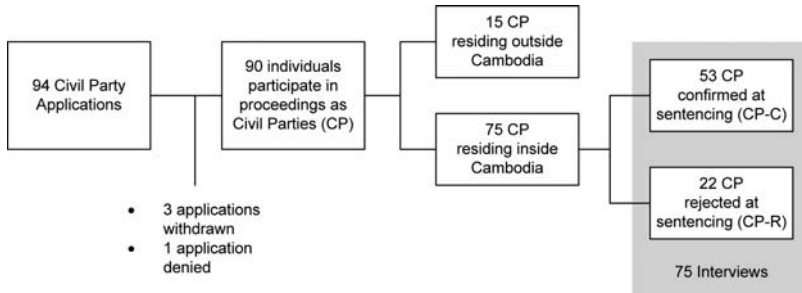 94 Civil Party
Applications
• 3 applications
withdrawn
• 1 application
denied
90 individuals
participate in
proceedings as
Civil Parties (CP)
15 CP
residing outside
Cambodia
75 CP
residing inside
Cambodia
53 CP
confirmed at
sentencing (CP-C)
22 CP
rejected at
sentencing (CP-R)
75 Interviews